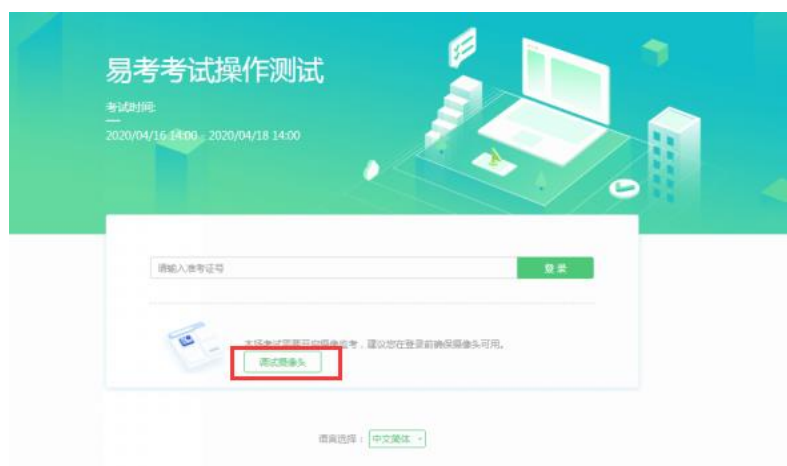 易考考试操作测试
考试时间:
2020/04/16 14:00 - 2020/04/18 14:00
请输入准考证号
登录
本场考试需要开启摄像监考，建议您在登录前确保摄像头可用。
调试摄像头
语言选择： 中文简体